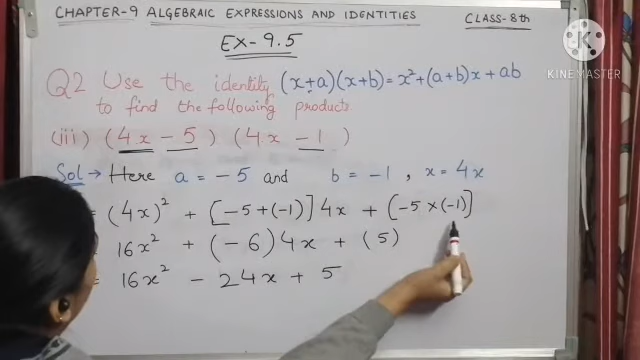 CHAPTER-9 ALGEBRAIC EXPRESSIONS AND IDENTITIES CLASS-8th
EX-9.5
KINEMASTER
Q2 Use the identity (x+a)(x+b)=x²+(a+b)x+ab
to find the following products.
(iii) (4x - 5) (4x - 1)
Sol → Here a = -5 and b = -1, x = 4x
= (4x)² + [-5+(-1)]4x + [-5×(-1)]
16x² + (-6)4x + (5)
= 16x² - 24x + 5